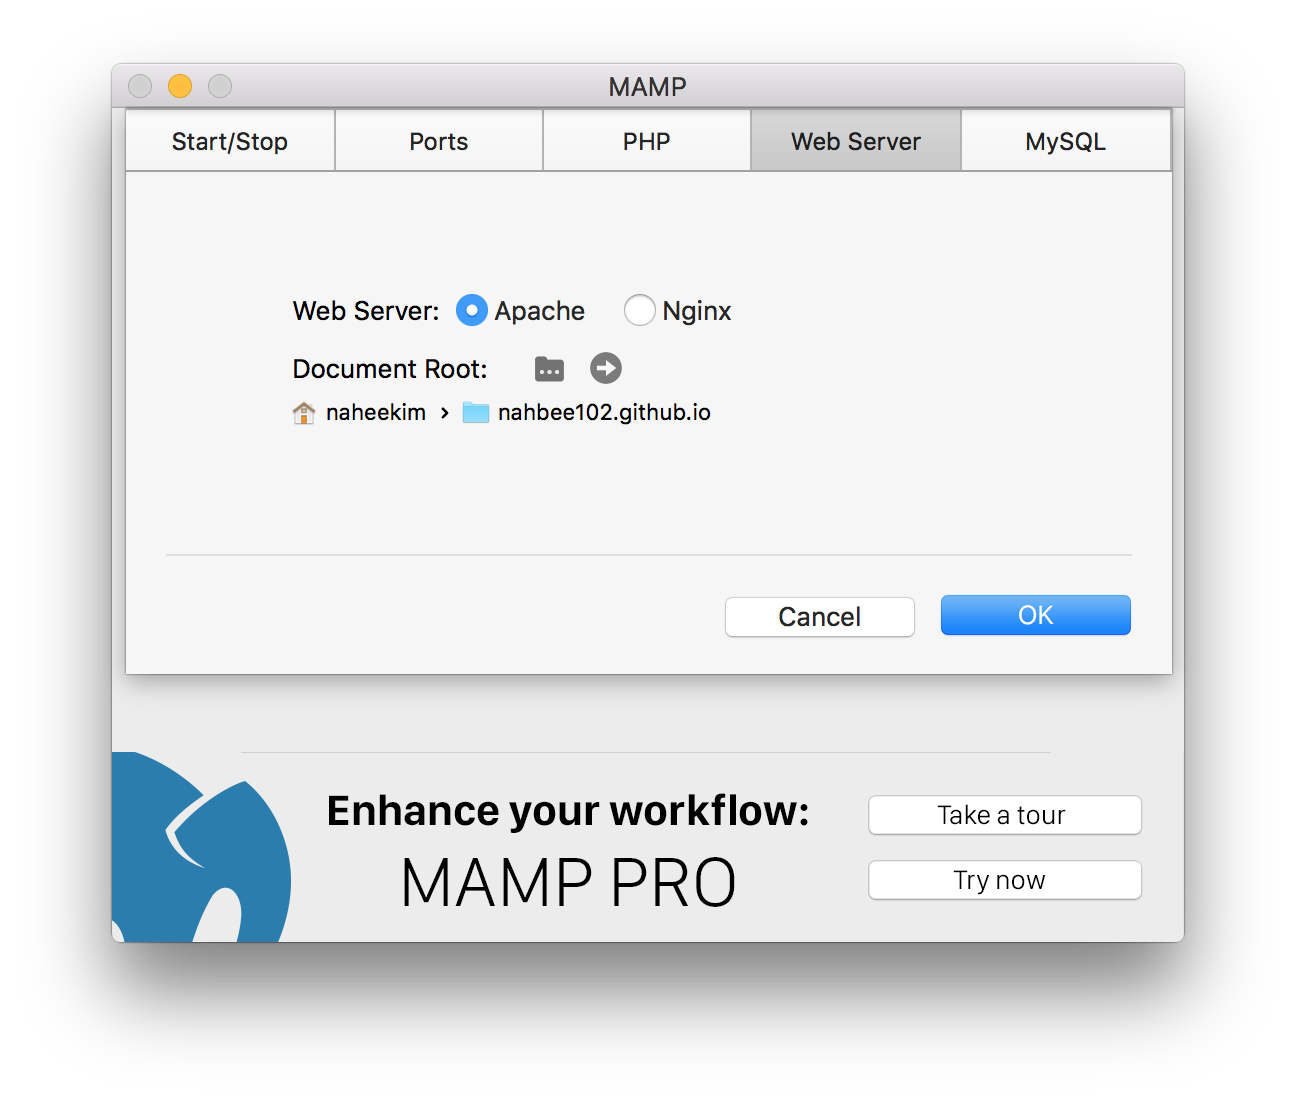 MAMP
Start/Stop Ports PHP Web Server MySQL
Web Server: Apache Nginx
Document Root:
naheekim › nahbee102.github.io
Cancel OK
Enhance your workflow:
MAMP PRO
Take a tour
Try now